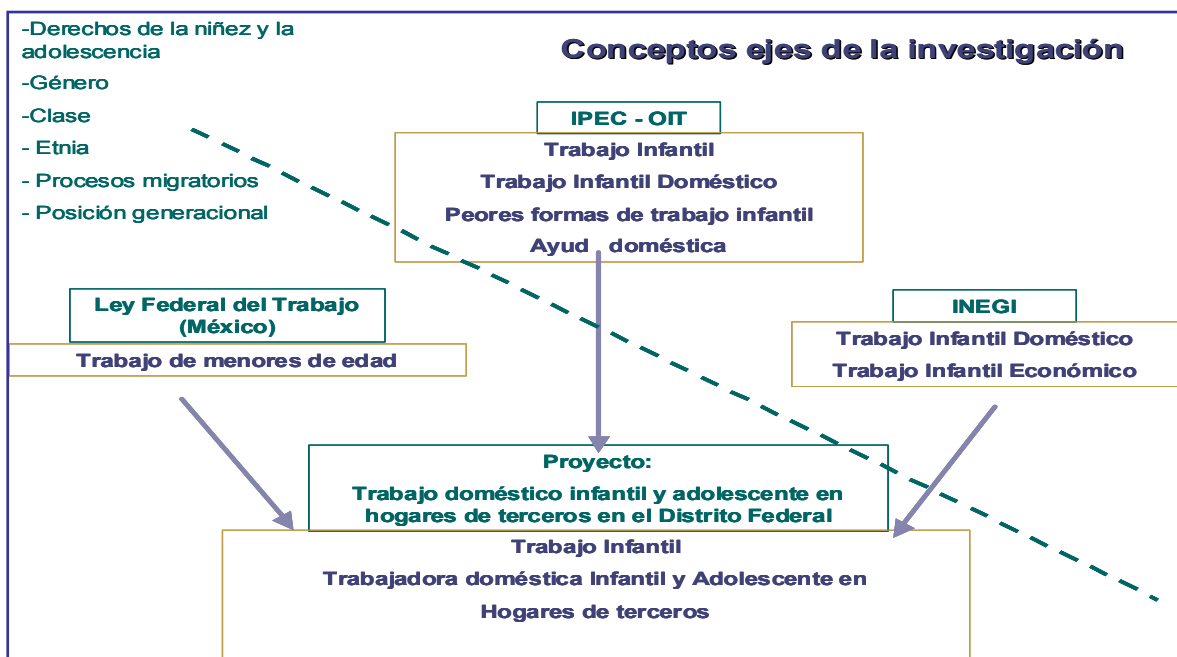 -Derechos de la niñez y la
adolescencia
-Género
-Clase
- Etnia
- Procesos migratorios
- Posición generacional
Conceptos ejes de la investigación
IPEC - OIT
Trabajo Infantil
Trabajo Infantil Doméstico
Peores formas de trabajo infantil
Ayud doméstica
Ley Federal del Trabajo
(México)
Trabajo de menores de edad
INEGI
Trabajo Infantil Doméstico
Trabajo Infantil Económico
Proyecto:
Trabajo doméstico infantil y adolescente en
hogares de terceros en el Distrito Federal
Trabajo Infantil
Trabajadora doméstica Infantil y Adolescente en
Hogares de terceros